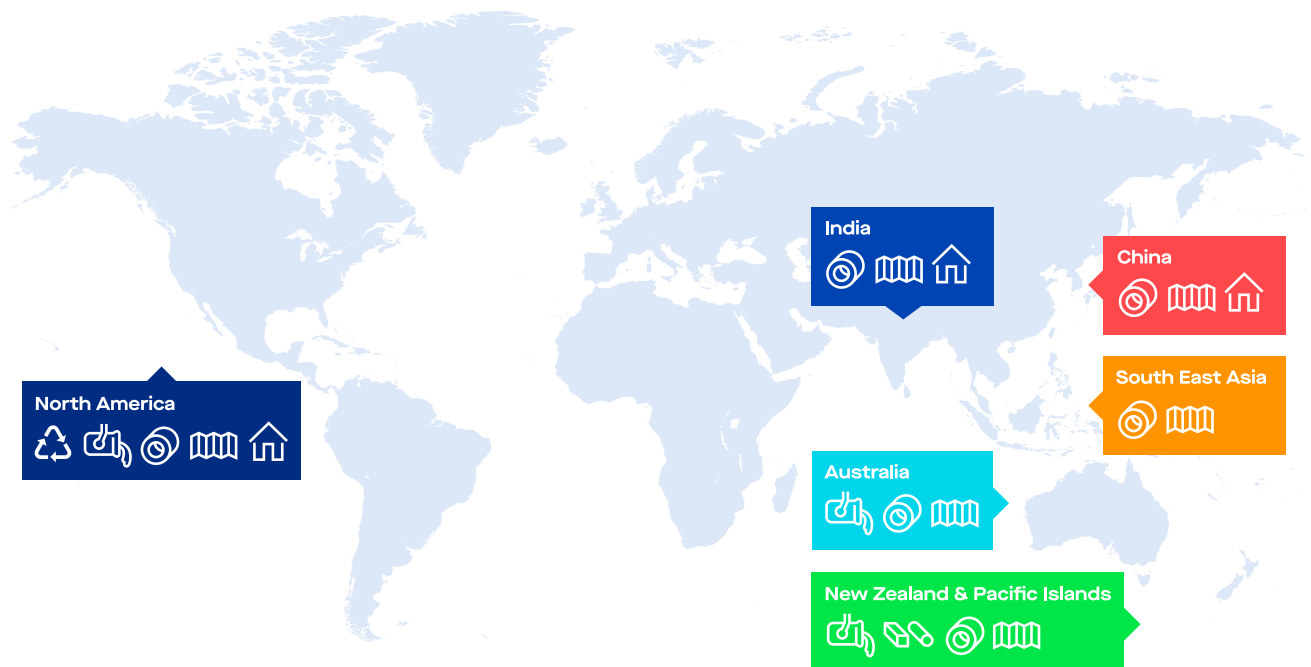 India
China
South East Asia
North America
Australia
New Zealand & Pacific Islands